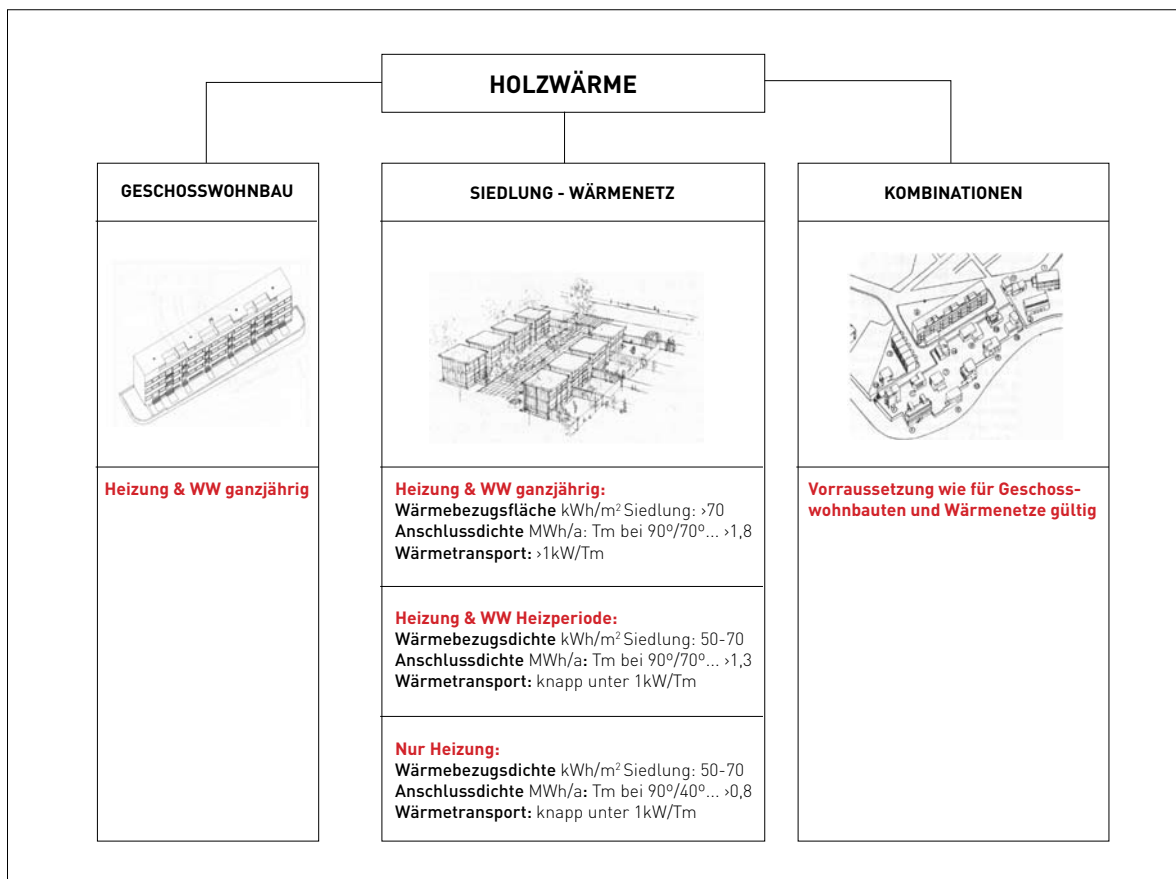 HOLZWÄRME
GESCHOSSWOHNBAU
Heizung & WW ganzjährig
SIEDLUNG - WÄRMENETZ
Heizung & WW ganzjährig:
Wärmebezugsfläche kWh/m² Siedlung: ›70
Anschlussdichte MWh/a: Tm bei 90º/70º... ›1,8
Wärmetransport: ›1kW/Tm
Heizung & WW Heizperiode:
Wärmebezugsdichte kWh/m² Siedlung: 50-70
Anschlussdichte MWh/a: Tm bei 90º/70º... ›1,3
Wärmetransport: knapp unter 1kW/Tm
Nur Heizung:
Wärmebezugsdichte kWh/m² Siedlung: 50-70
Anschlussdichte MWh/a: Tm bei 90º/40º... ›0,8
Wärmetransport: knapp unter 1kW/Tm
KOMBINATIONEN
Vorraussetzung wie für Geschoss-
wohnbauten und Wärmenetze gültig